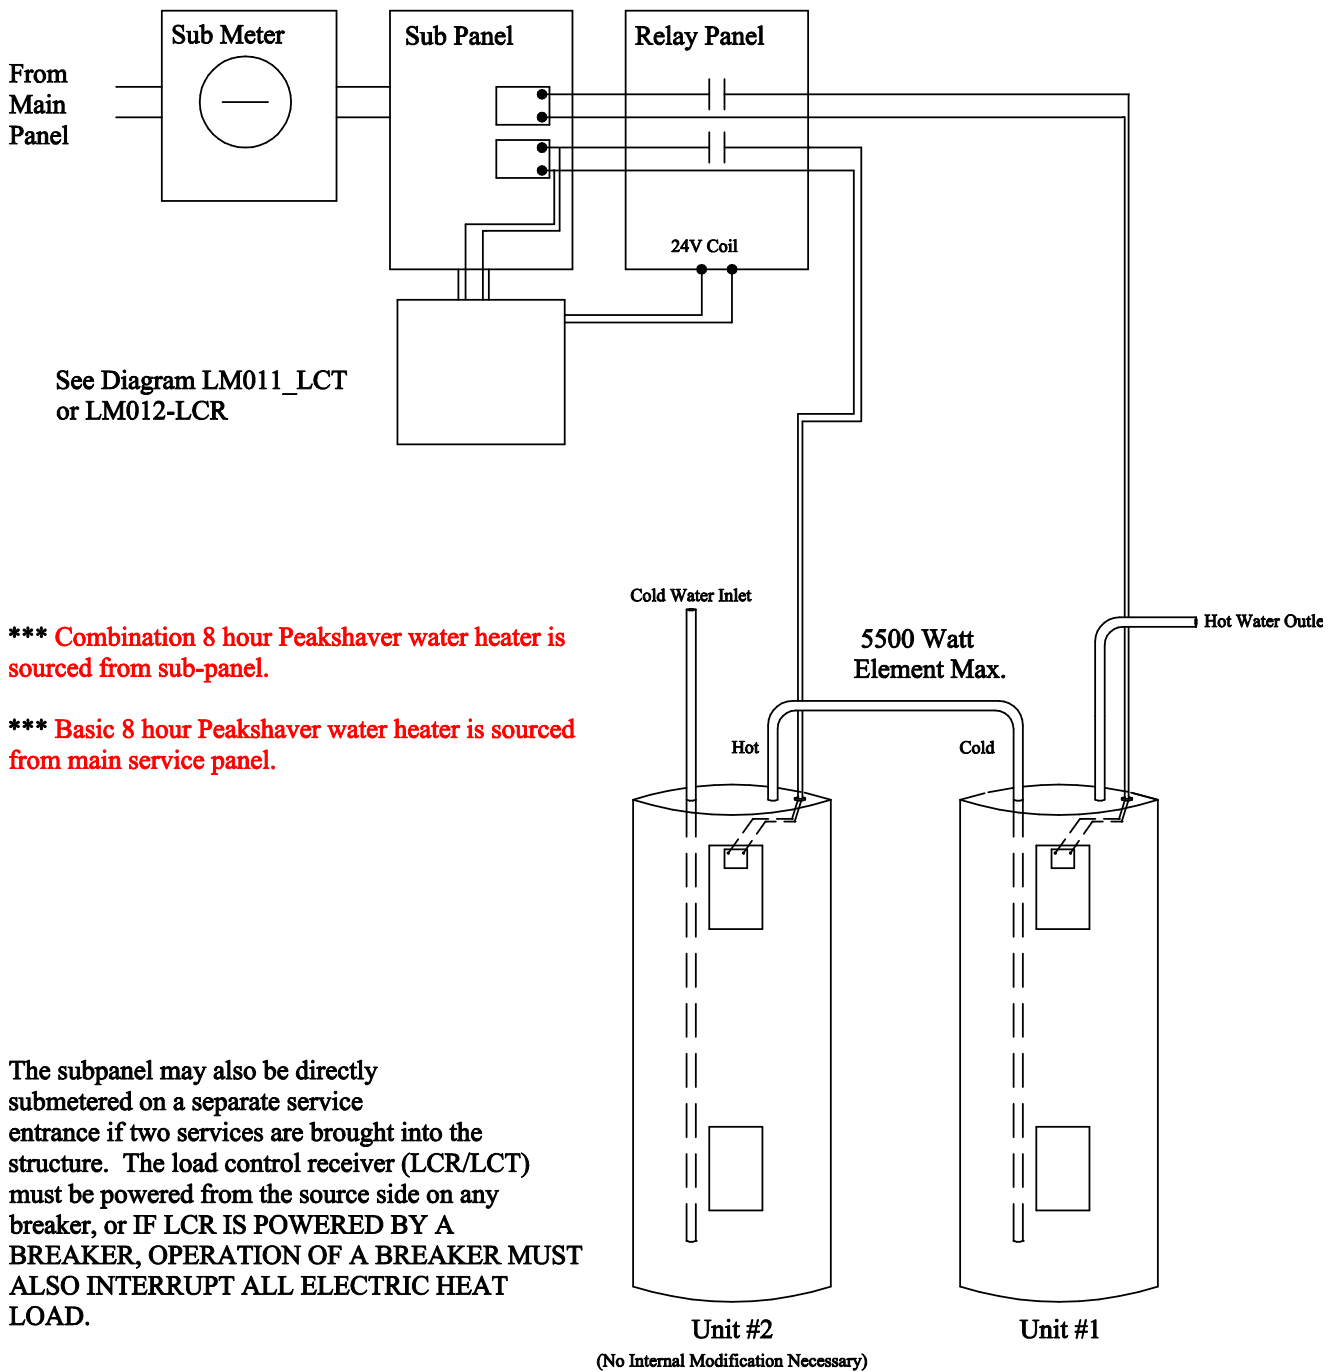 Sub Meter
Sub Panel
Relay Panel
From
Main
Panel
24V Coil
See Diagram LM011_LCT
or LM012-LCR
Cold Water Inlet
Hot Water Outle
*** Combination 8 hour Peakshaver water heater is
sourced from sub-panel.
5500 Watt
Element Max.
*** Basic 8 hour Peakshaver water heater is sourced
from main service panel.
Hot
Cold
The subpanel may also be directly
submetered on a separate service
entrance if two services are brought into the
structure.  The load control receiver (LCR/LCT)
must be powered from the source side on any
breaker, or IF LCR IS POWERED BY A
BREAKER, OPERATION OF A BREAKER MUST
ALSO INTERRUPT ALL ELECTRIC HEAT
LOAD.
Unit #2
Unit #1
(No Internal Modification Necessary)